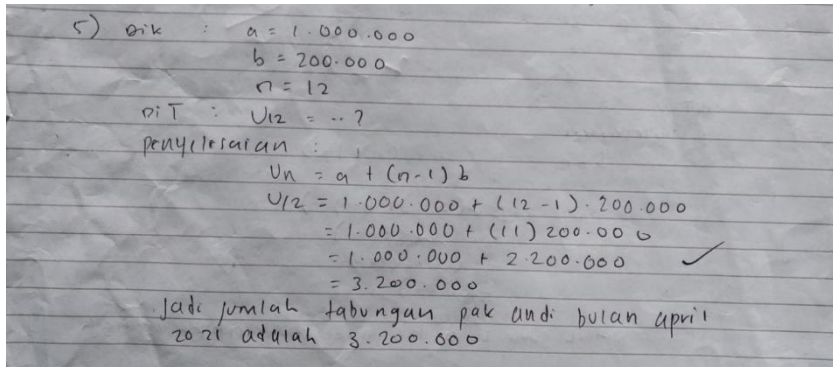 5) Dik : a = 1.000.000
b = 200.000
n = 12
DiT : U12 = ..?
penyelesaian :
Un = a + (n-1) b
U12 = 1.000.000 + (12-1) . 200.000
= 1.000.000 + (11) 200.000
= 1.000.000 + 2.200.000
= 3.200.000
Jadi jumlah tabungan pak andi bulan april
2021 adalah 3.200.000